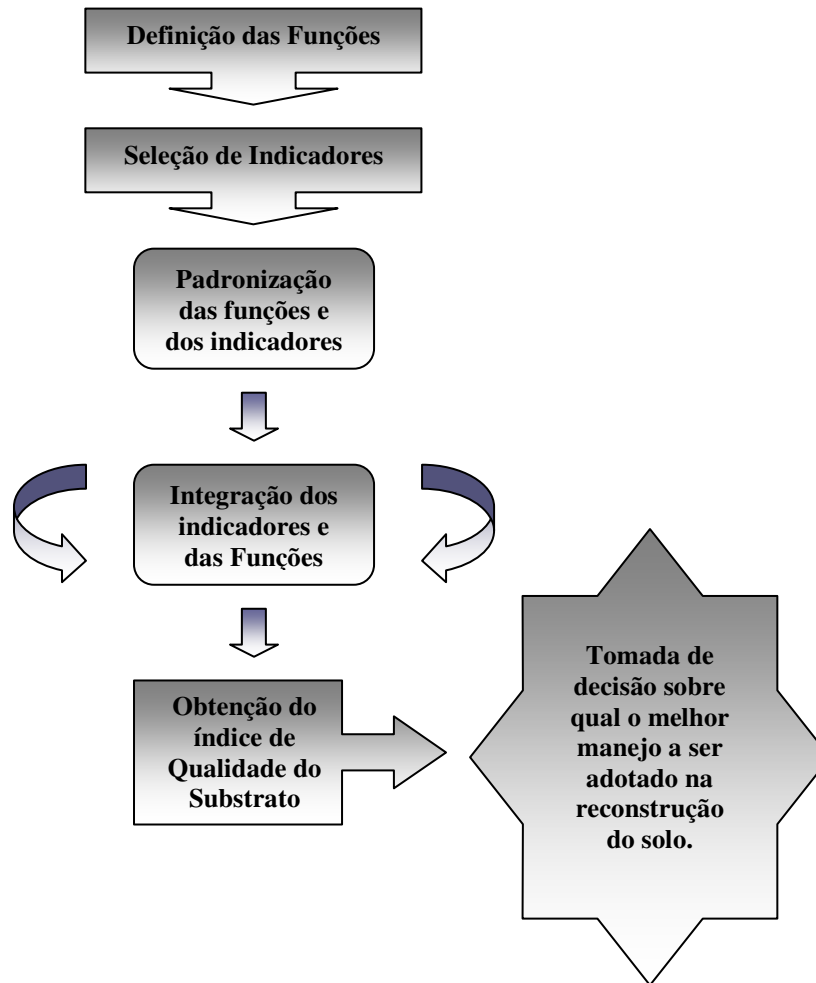 Definição das Funções
Seleção de Indicadores
Padronização
das funções e
dos indicadores
Integração dos
indicadores e
das Funções
Obtenção do
índice de
Qualidade do
Substrato
Tomada de
decisão sobre
qual o melhor
manejo a ser
adotado na
reconstrução
do solo.